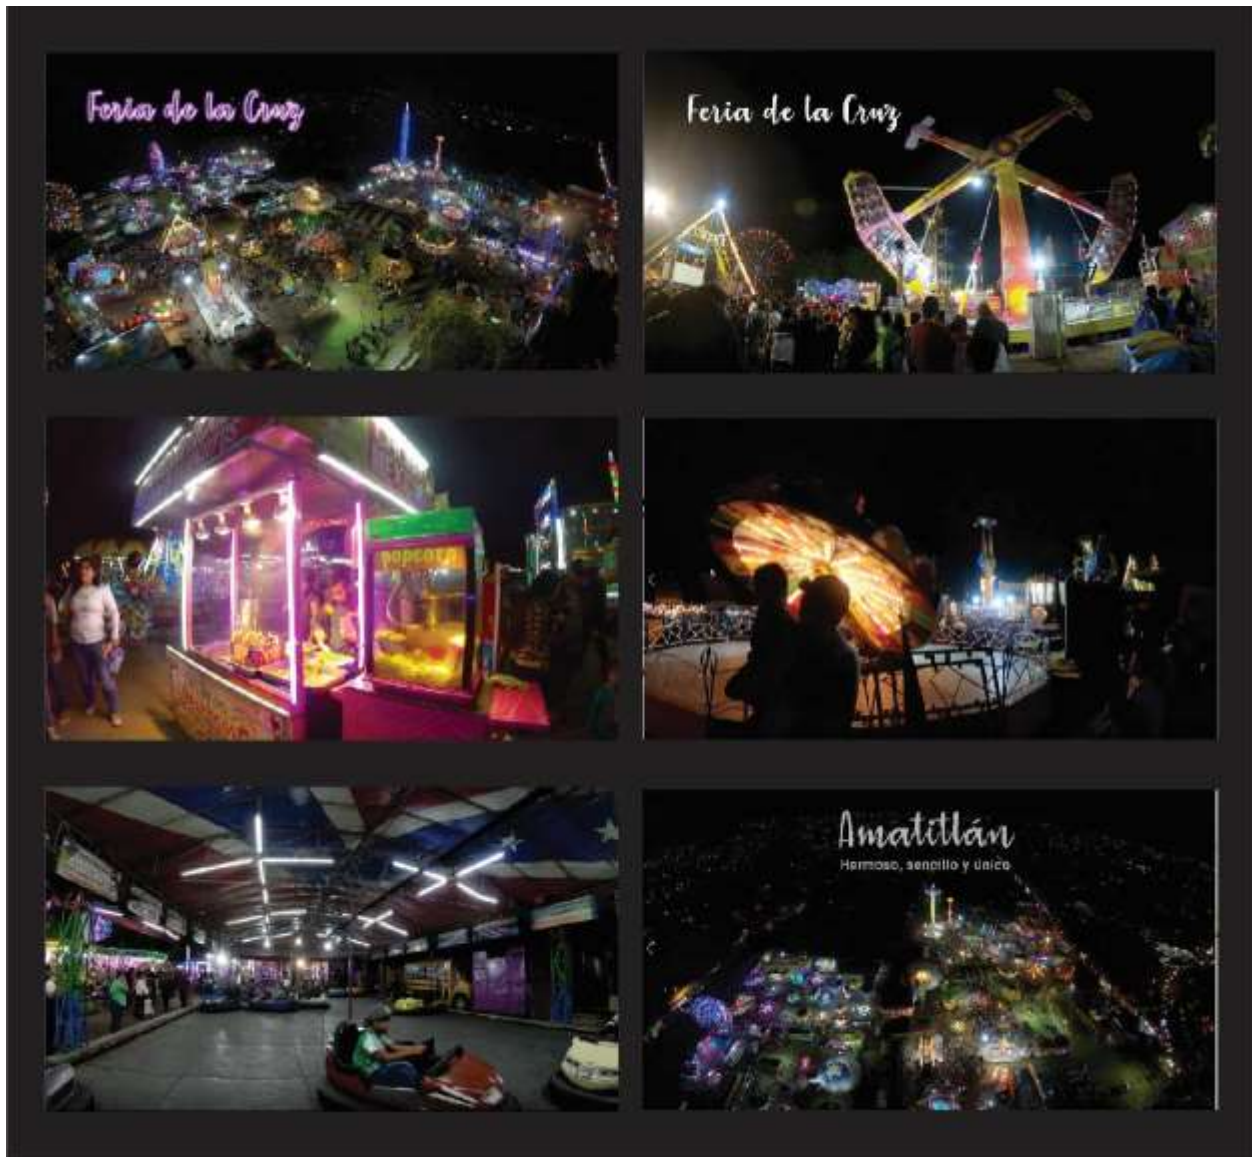 Feria de la Cruz
Feria de la Cruz
POPCORN
Amatitlán
Hermoso, sencillo y único